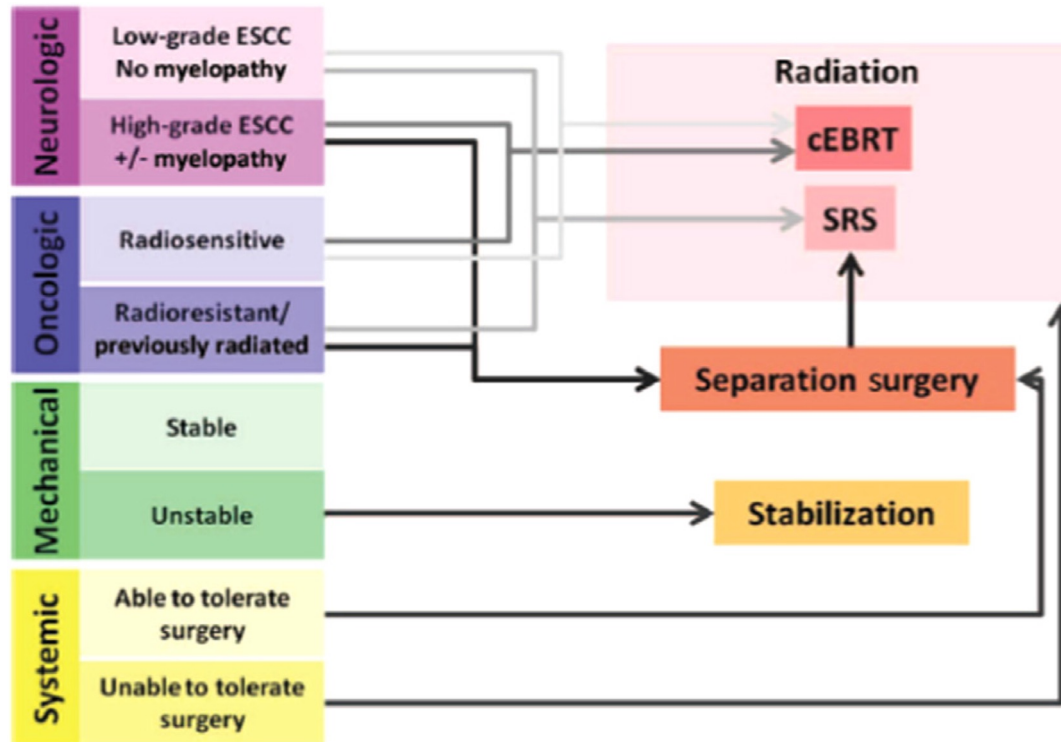 Neurologic
Low-grade ESCC
No myelopathy
High-grade ESCC
+/- myelopathy
Oncologic
Radiosensitive
Radioresistant/
previously radiated
Mechanical
Stable
Unstable
Systemic
Able to tolerate
surgery
Unable to tolerate
surgery
Radiation
cEBRT
SRS
Separation surgery
Stabilization